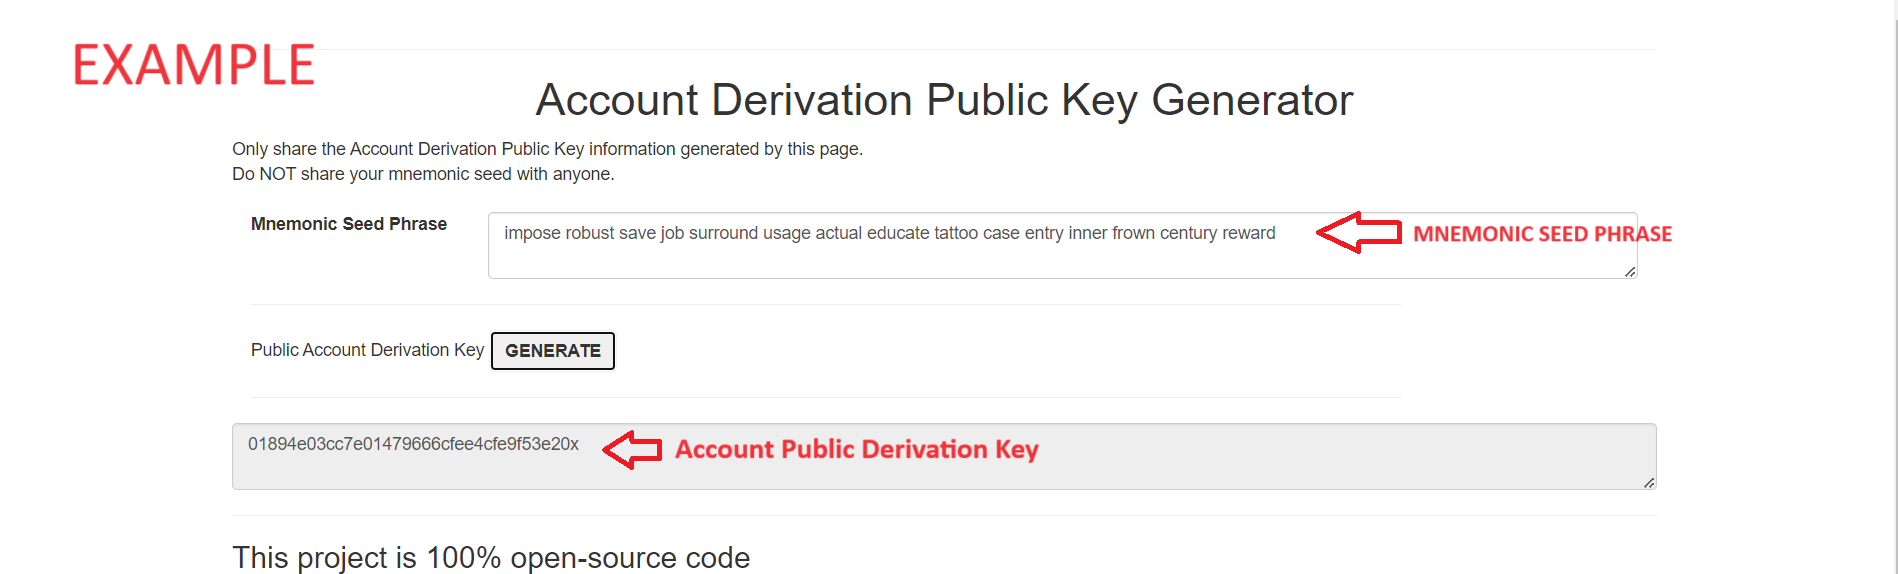 EXAMPLE
Account Derivation Public Key Generator
Only share the Account Derivation Public Key information generated by this page.
Do NOT share your mnemonic seed with anyone.
Mnemonic Seed Phrase
impose robust save job surround usage actual educate tattoo case entry inner frown century reward
MNEMONIC SEED PHRASE
Public Account Derivation Key GENERATE
01894e03cc7e01479666cfee4cfe9f53e20x
Account Public Derivation Key
This project is 100% open-source code